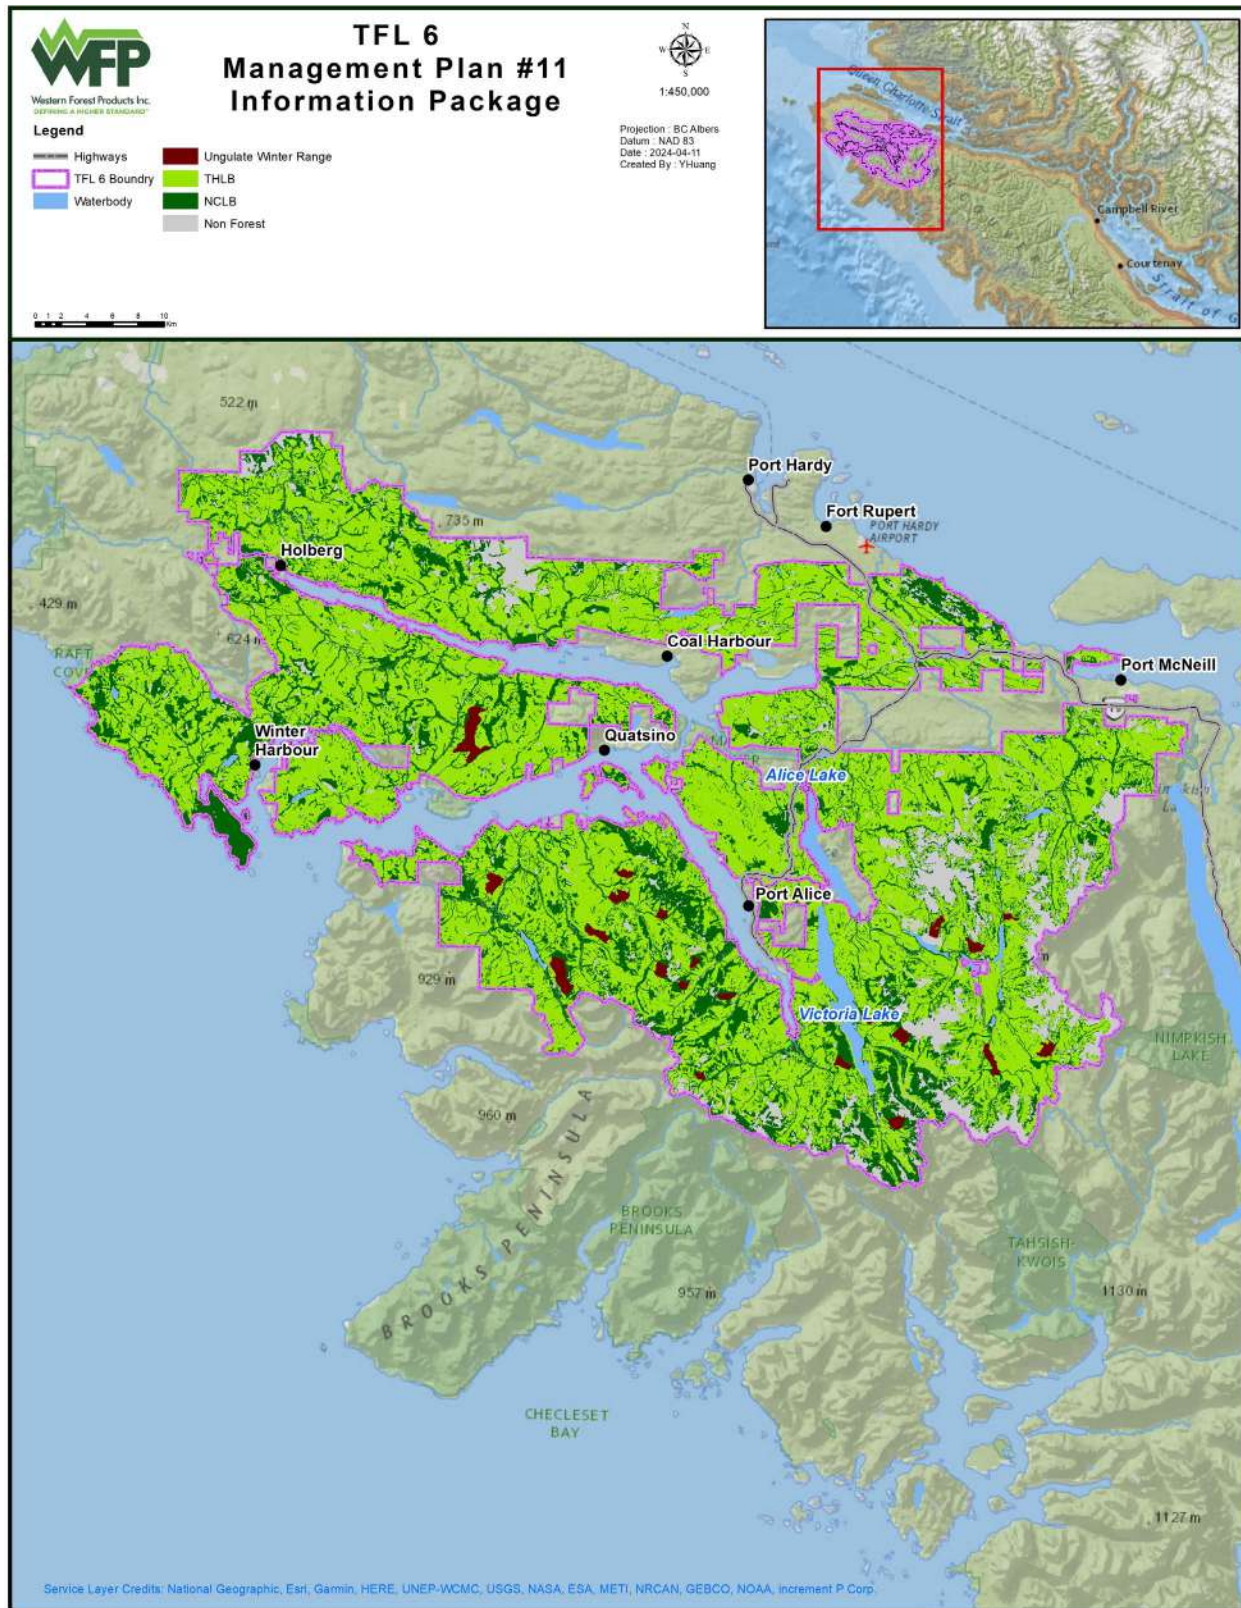 WFP
Western Forest Products Inc.
DEFINING A HIGHER STANDARD™
TFL 6
Management Plan #11
Information Package
N
W E
S
1:450,000
Projection : BC Albers
Datum : NAD 83
Date : 2024-04-11
Created By : YHuang
Legend
Highways
TFL 6 Boundry
Waterbody
Ungulate Winter Range
THLB
NCLB
Non Forest
0 1 2 4 6 8 10
Km
Queen Charlotte Strait
Campbell River
Courtenay
Strait of G
522 m
Port Hardy
Fort Rupert
PORT HARDY
AIRPORT
735 m
Holberg
429 m
624 m
RAFT
COV
Coal Harbour
Port McNeill
Winter
Harbour
Quatsino
Alice Lake
Port Alice
929 m
Victoria Lake
NIMPKISH
LAKE
960 m
BROOKS PENINSULA
BROOKS
PENINSULA
TAHSISH-
KWOIS
957 m
1130 m
CHECLESET
BAY
1127 m
Service Layer Credits: National Geographic, Esri, Garmin, HERE, UNEP-WCMC, USGS, NASA, ESA, METI, NRCAN, GEBCO, NOAA, increment P Corp.